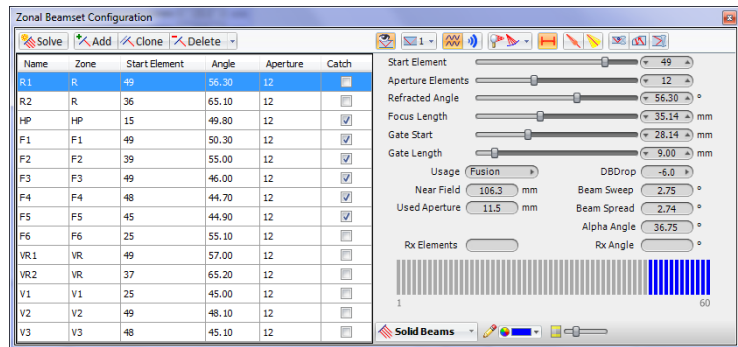 Zonal Beamset Configuration
Solve Add Clone Delete 1
Name Zone Start Element Angle Aperture Catch
R1 R 49 56.30 12
R2 R 36 65.10 12
HP HP 15 49.80 12
F1 F1 49 50.30 12
F2 F2 39 55.00 12
F3 F3 49 46.00 12
F4 F4 48 44.70 12
F5 F5 45 44.90 12
F6 F6 25 55.10 12
VR1 VR 49 57.00 12
VR2 VR 37 65.20 12
V1 V1 25 45.00 12
V2 V2 49 48.10 12
V3 V3 48 45.10 12
Start Element 49
Aperture Elements 12
Refracted Angle 56.30 °
Focus Length 35.14 mm
Gate Start 28.14 mm
Gate Length 9.00 mm
Usage Fusion DBDrop -6.0
Near Field 106.3 mm Beam Sweep 2.75 °
Used Aperture 11.5 mm Beam Spread 2.74 °
Alpha Angle 36.75 °
Rx Elements Rx Angle °
1 60
Solid Beams